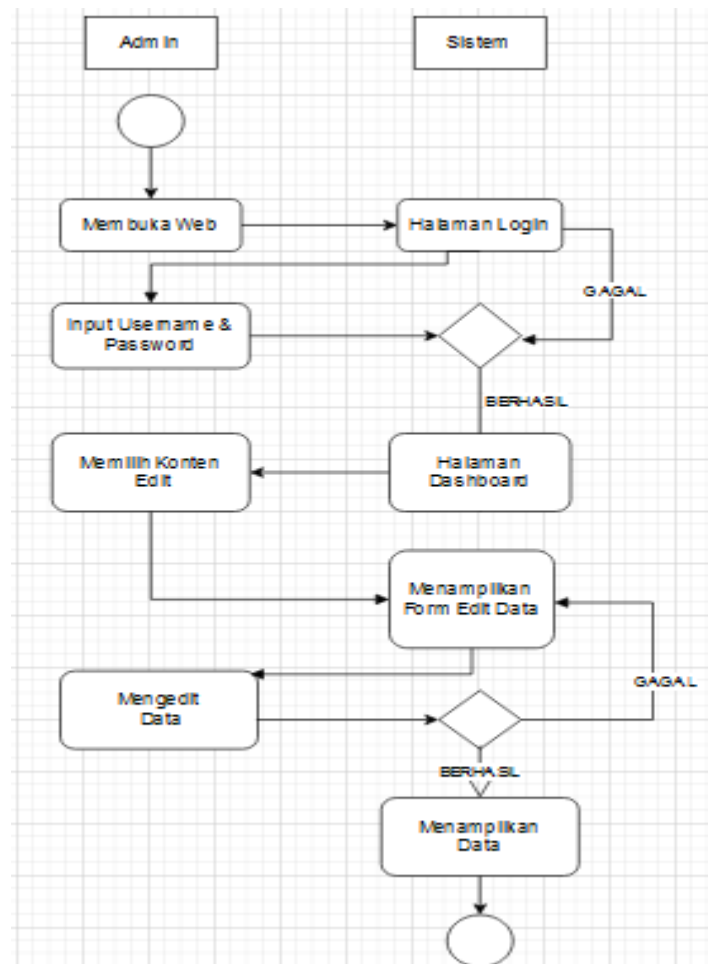 Admin
Sistem
Membuka Web
Halaman Login
GAGAL
Input Username &
Password
BERHASIL
Memilih Konten
Edit
Halaman
Dashboard
Menampilkan
Form Edit Data
GAGAL
Mengedit
Data
BERHASIL
Menampilkan
Data